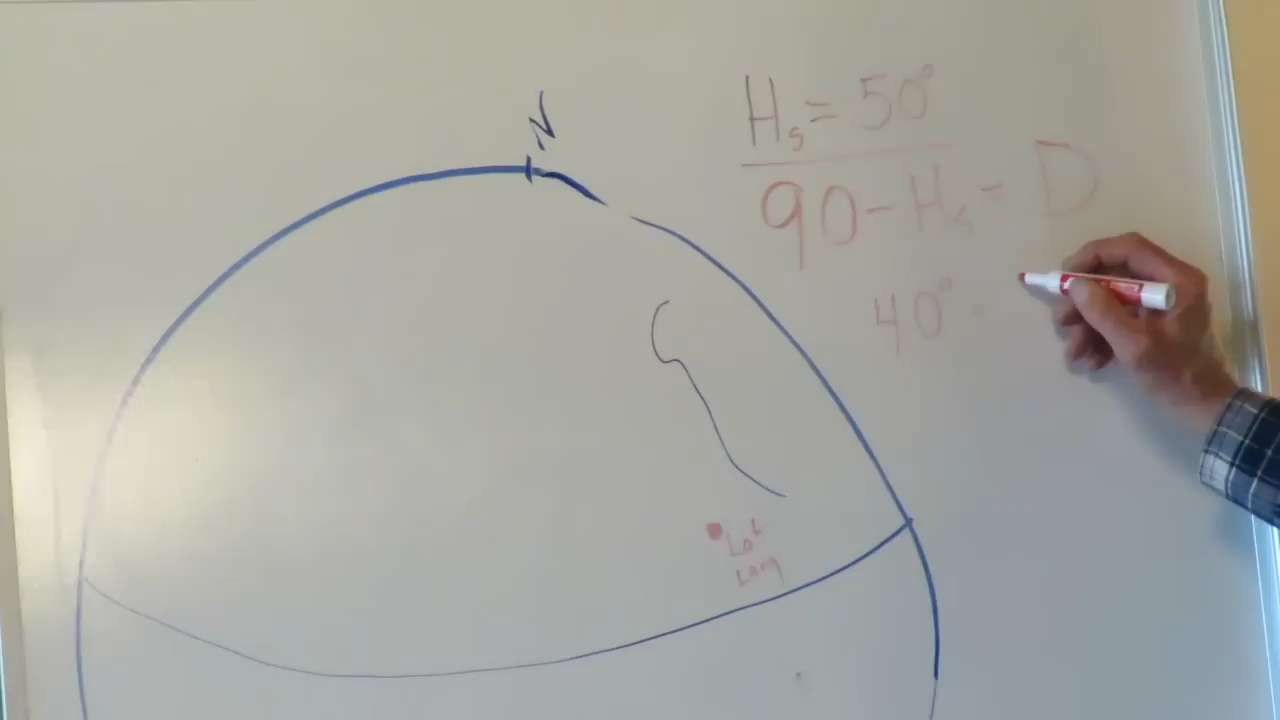 N
Hs = 50°
90 - Hs = D
40° =
Lat
Long